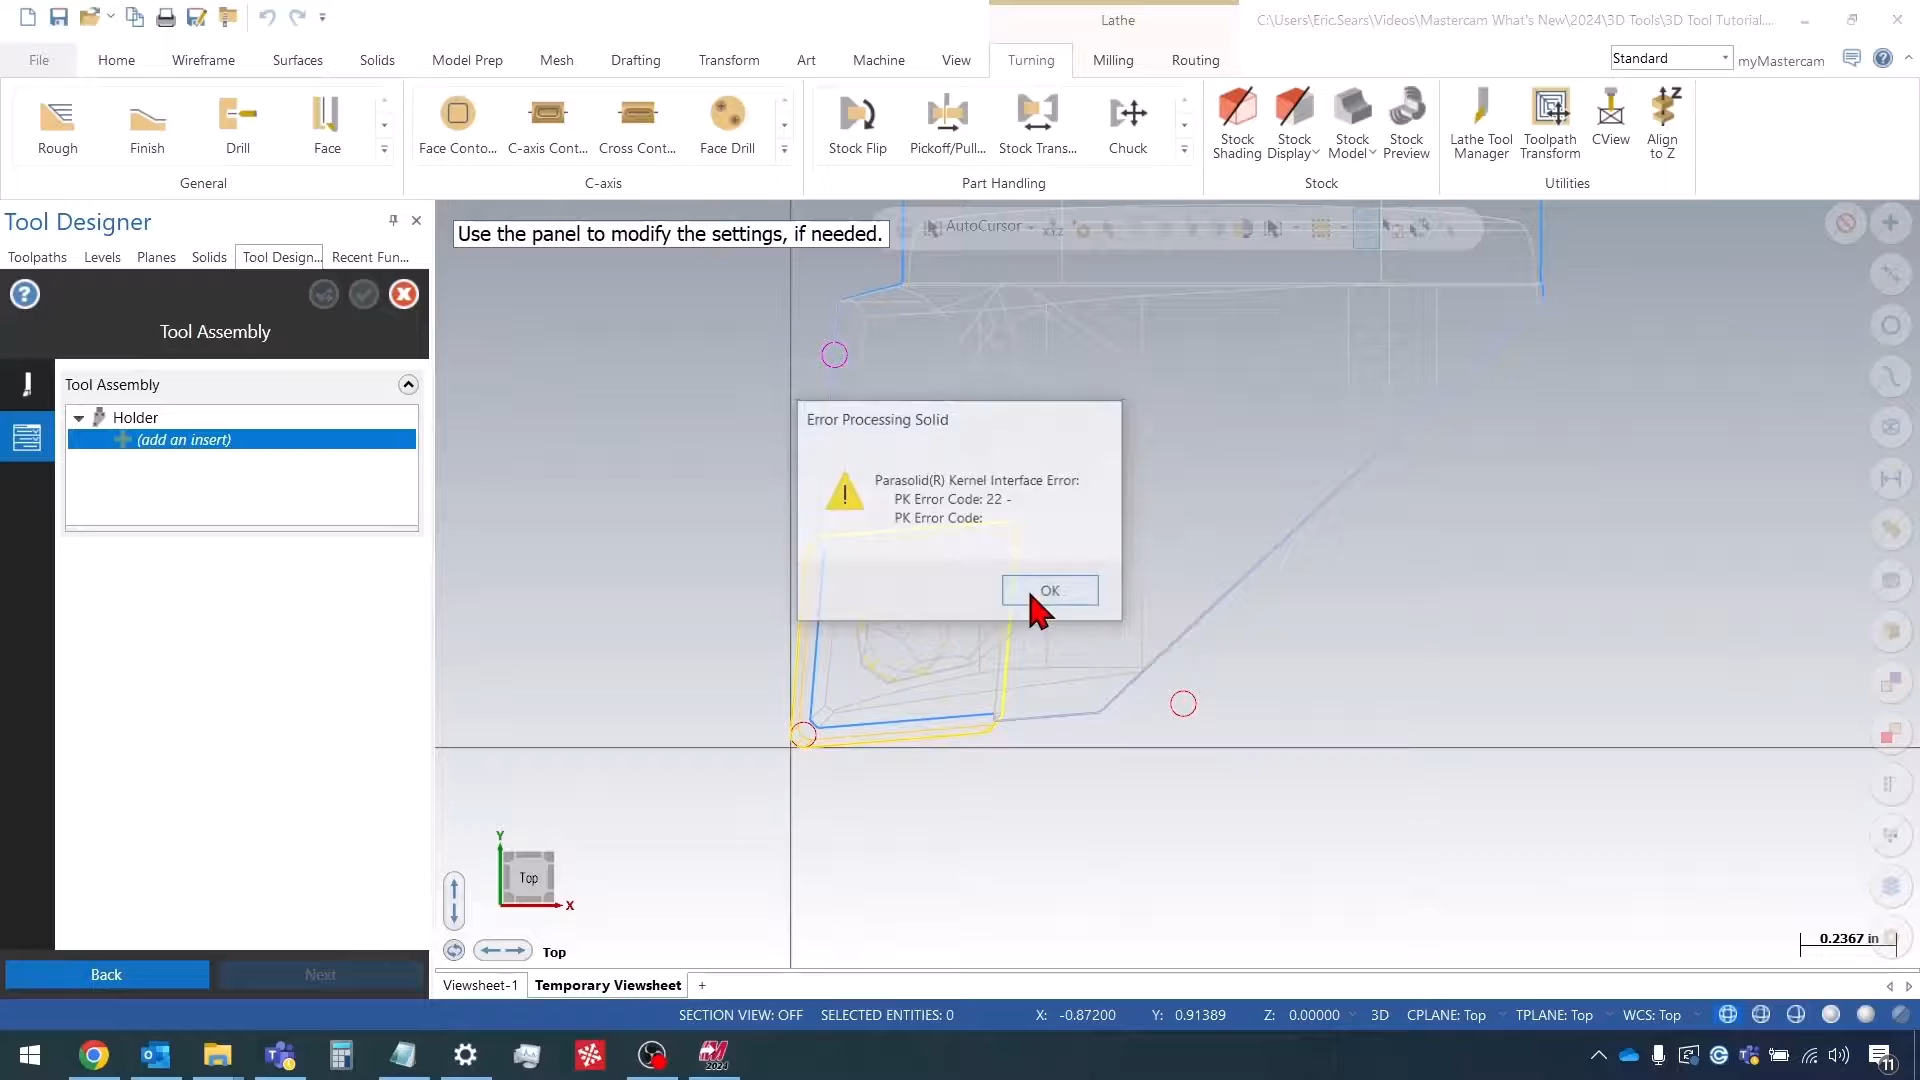 Lathe
C:\Users\Eric.Sears\Videos\Mastercam What's New\2024\3D Tools\3D Tool Tutorial....
File
Home
Wireframe
Surfaces
Solids
Model Prep
Mesh
Drafting
Transform
Art
Machine
View
Turning
Milling
Routing
Standard
myMastercam
Rough
Finish
Drill
Face
Face Conto...
C-axis Cont...
Cross Cont...
Face Drill
Stock Flip
Pickoff/Pull...
Stock Trans...
Chuck
Stock
Shading
Stock
Display
Stock
Model
Stock
Preview
Lathe Tool
Manager
Toolpath
Transform
CView
Align
to Z
General
C-axis
Part Handling
Stock
Utilities
Tool Designer
Toolpaths
Levels
Planes
Solids
Tool Design...
Recent Fun...
Tool Assembly
Tool Assembly
Holder
(add an insert)
Back
Next
Use the panel to modify the settings, if needed.
AutoCursor
Error Processing Solid
Parasolid(R) Kernel Interface Error:
PK Error Code: 22 -
PK Error Code:
OK
Y
Top
X
Top
0.2367 in
Viewsheet-1
Temporary Viewsheet
+
SECTION VIEW: OFF
SELECTED ENTITIES: 0
X: -0.87200
Y: 0.91389
Z: 0.00000
3D
CPLANE: Top
TPLANE: Top
WCS: Top
2024
11